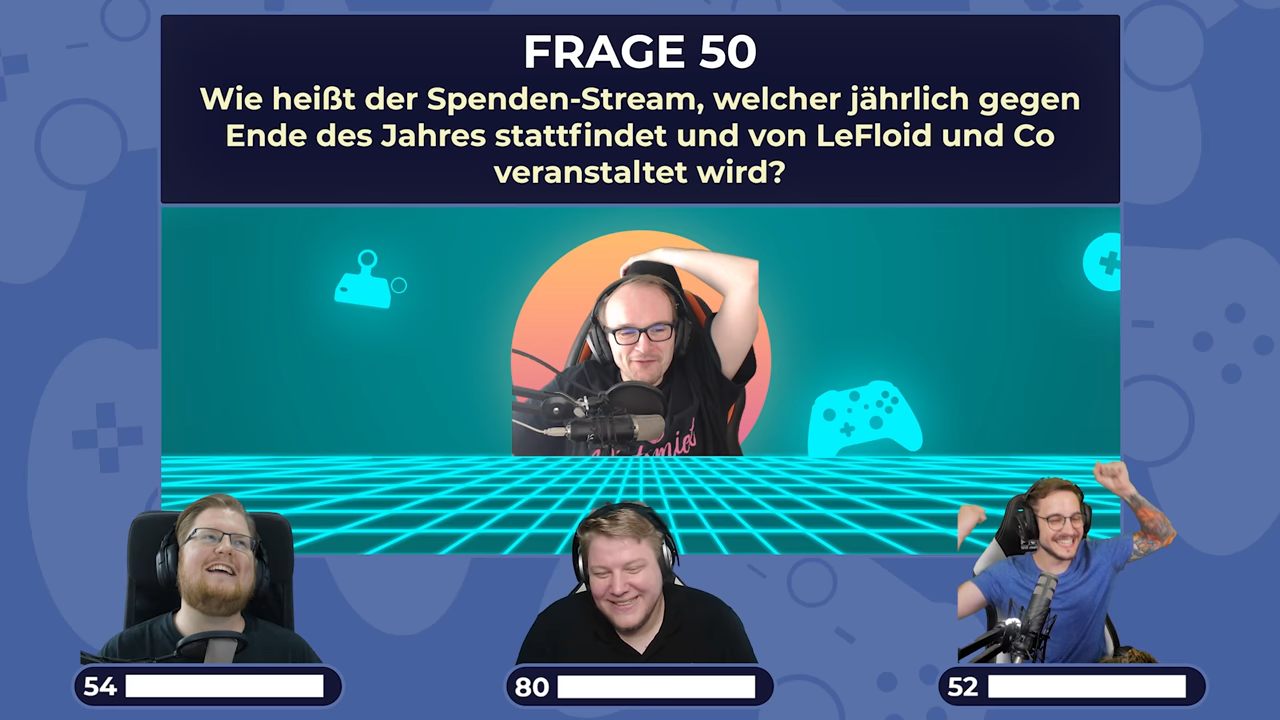 FRAGE 50
Wie heißt der Spenden-Stream, welcher jährlich gegen
Ende des Jahres stattfindet und von LeFloid und Co
veranstaltet wird?
54
80
52